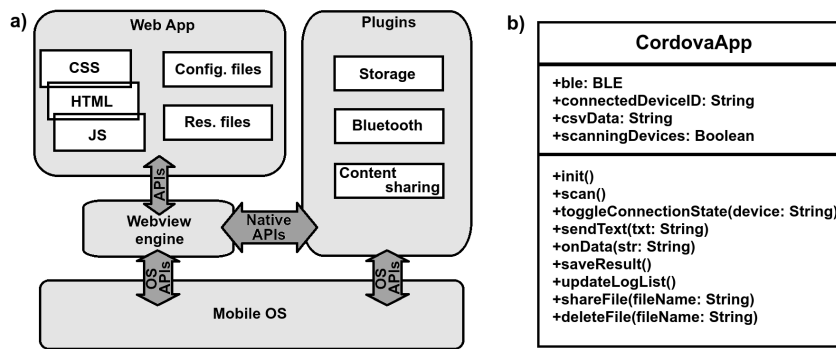 a)
Web App
CSS
HTML
JS
Config. files
Res. files
Plugins
Storage
Bluetooth
Content
sharing
APIs
Webview
engine
Native
APIs
OS
APIs
OS
APIs
Mobile OS
b)
CordovaApp
+ble: BLE
+connectedDeviceID: String
+csvData: String
+scanningDevices: Boolean
+init()
+scan()
+toggleConnectionState(device: String)
+sendText(txt: String)
+onData(str: String)
+saveResult()
+updateLogList()
+shareFile(fileName: String)
+deleteFile(fileName: String)